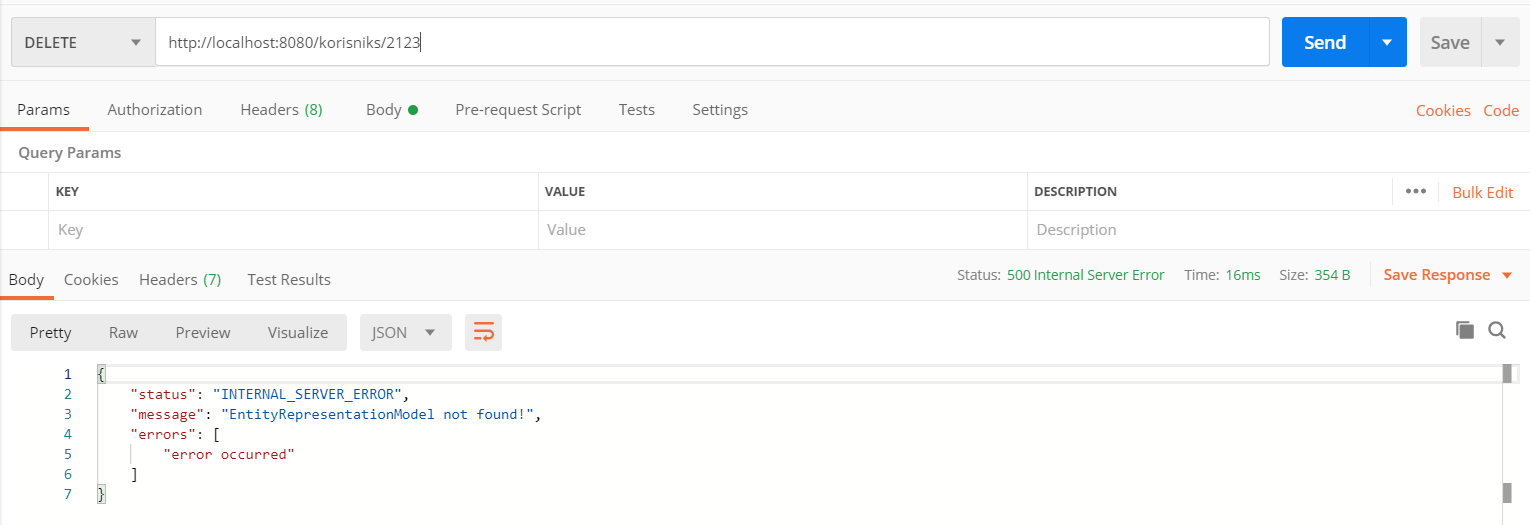 DELETE http://localhost:8080/korisniks/2123 Send Save
Params Authorization Headers (8) Body Pre-request Script Tests Settings Cookies Code
Query Params
KEY VALUE DESCRIPTION ••• Bulk Edit
Key Value Description
Body Cookies Headers (7) Test Results Status: 500 Internal Server Error Time: 16ms Size: 354 B Save Response
Pretty Raw Preview Visualize JSON
1 {
2 "status": "INTERNAL_SERVER_ERROR",
3 "message": "EntityRepresentationModel not found!",
4 "errors": [
5 "error occurred"
6 ]
7 }